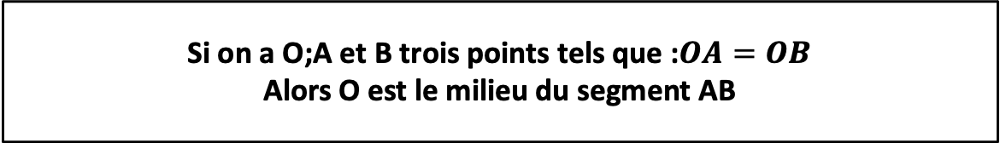 Si on a O;A et B trois points tels que :OA = OB
Alors O est le milieu du segment AB